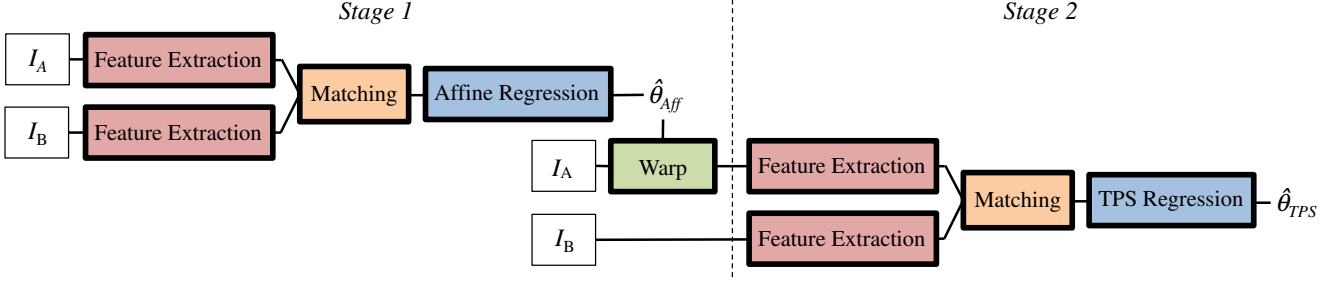 Stage 1
Stage 2
I_A
Feature Extraction
I_B
Feature Extraction
Matching
Affine Regression
θ̂_Aff
I_A
Warp
I_B
Feature Extraction
Feature Extraction
Matching
TPS Regression
θ̂_TPS